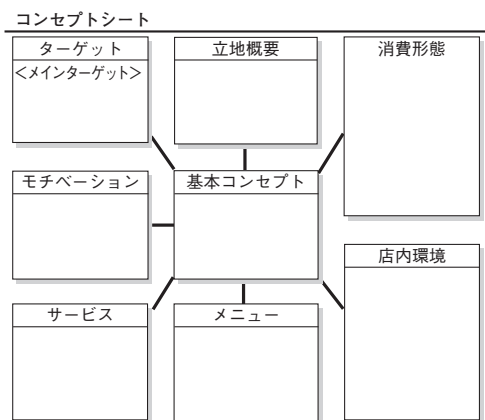 コンセプトシート
ターゲット
<メインターゲット>
立地概要
消費形態
モチベーション
基本コンセプト
店内環境
サービス
メニュー